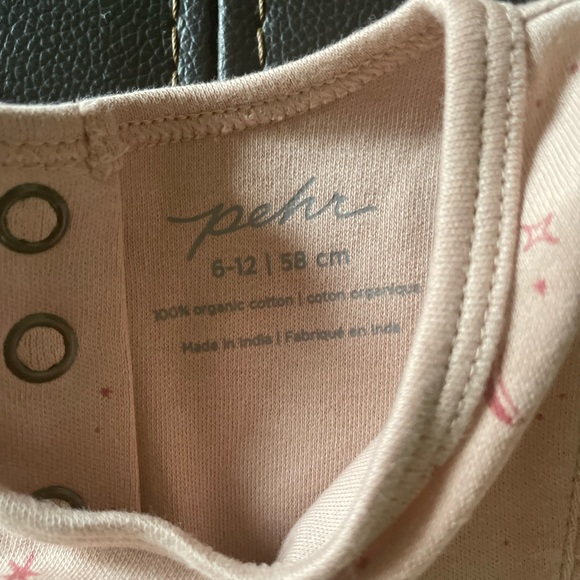 pehr
6-12 | 58 cm
100% organic cotton | coton organique
Made in India | Fabriqué en Inde